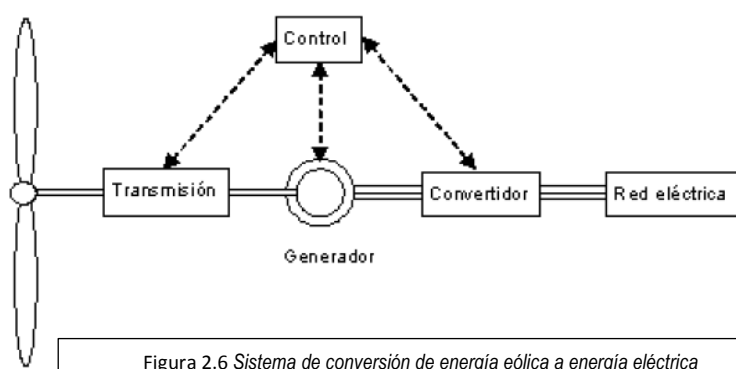 Control
Transmisión
Convertidor
Red eléctrica
Generador
Figura 2.6 Sistema de conversión de energía eólica a energía eléctrica